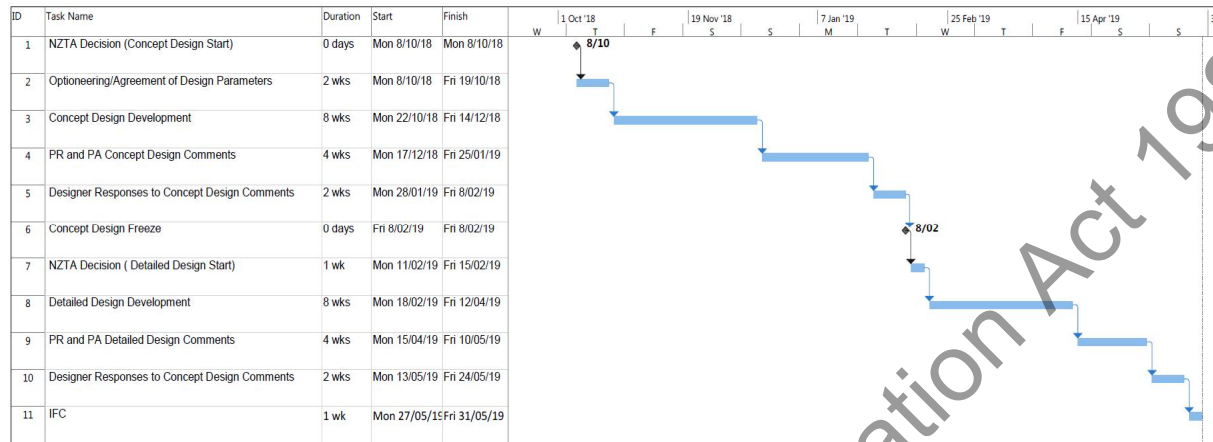 ID Task Name Duration Start Finish 1 Oct '18 19 Nov '18 7 Jan '19 25 Feb '19 15 Apr '19
W T F S S M T W T F S S
1 NZTA Decision (Concept Design Start) 0 days Mon 8/10/18 Mon 8/10/18 8/10
2 Optioneering/Agreement of Design Parameters 2 wks Mon 8/10/18 Fri 19/10/18
3 Concept Design Development 8 wks Mon 22/10/18 Fri 14/12/18
4 PR and PA Concept Design Comments 4 wks Mon 17/12/18 Fri 25/01/19
5 Designer Responses to Concept Design Comments 2 wks Mon 28/01/19 Fri 8/02/19
6 Concept Design Freeze 0 days Fri 8/02/19 Fri 8/02/19 8/02
7 NZTA Decision ( Detailed Design Start) 1 wk Mon 11/02/19 Fri 15/02/19
8 Detailed Design Development 8 wks Mon 18/02/19 Fri 12/04/19
9 PR and PA Detailed Design Comments 4 wks Mon 15/04/19 Fri 10/05/19
10 Designer Responses to Concept Design Comments 2 wks Mon 13/05/19 Fri 24/05/19
11 IFC 1 wk Mon 27/05/19 Fri 31/05/19
ation Act 19